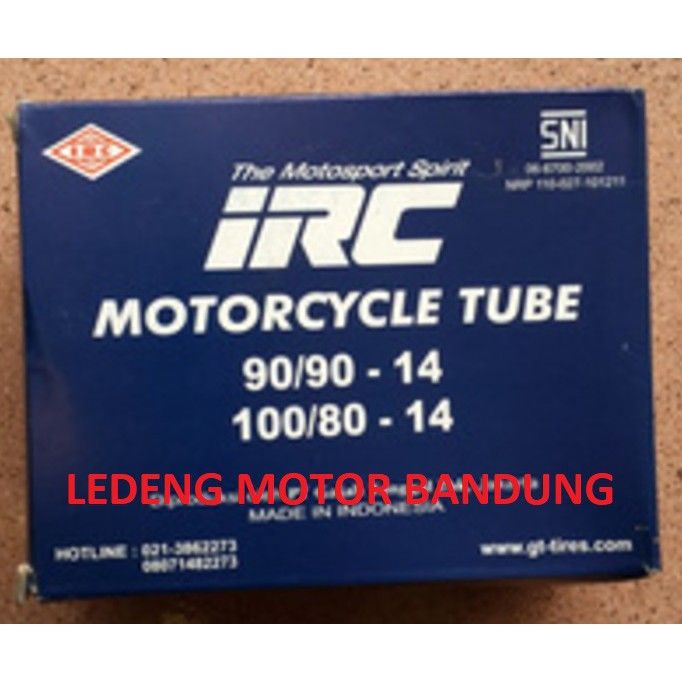 IRC
SNI
The Motosport Spirit
iRC
MOTORCYCLE TUBE
90/90 - 14
100/80 - 14
LEDENG MOTOR BANDUNG
MADE IN INDONESIA
HOTLINE : 021-3862273
08071482273
www.gt-tires.com